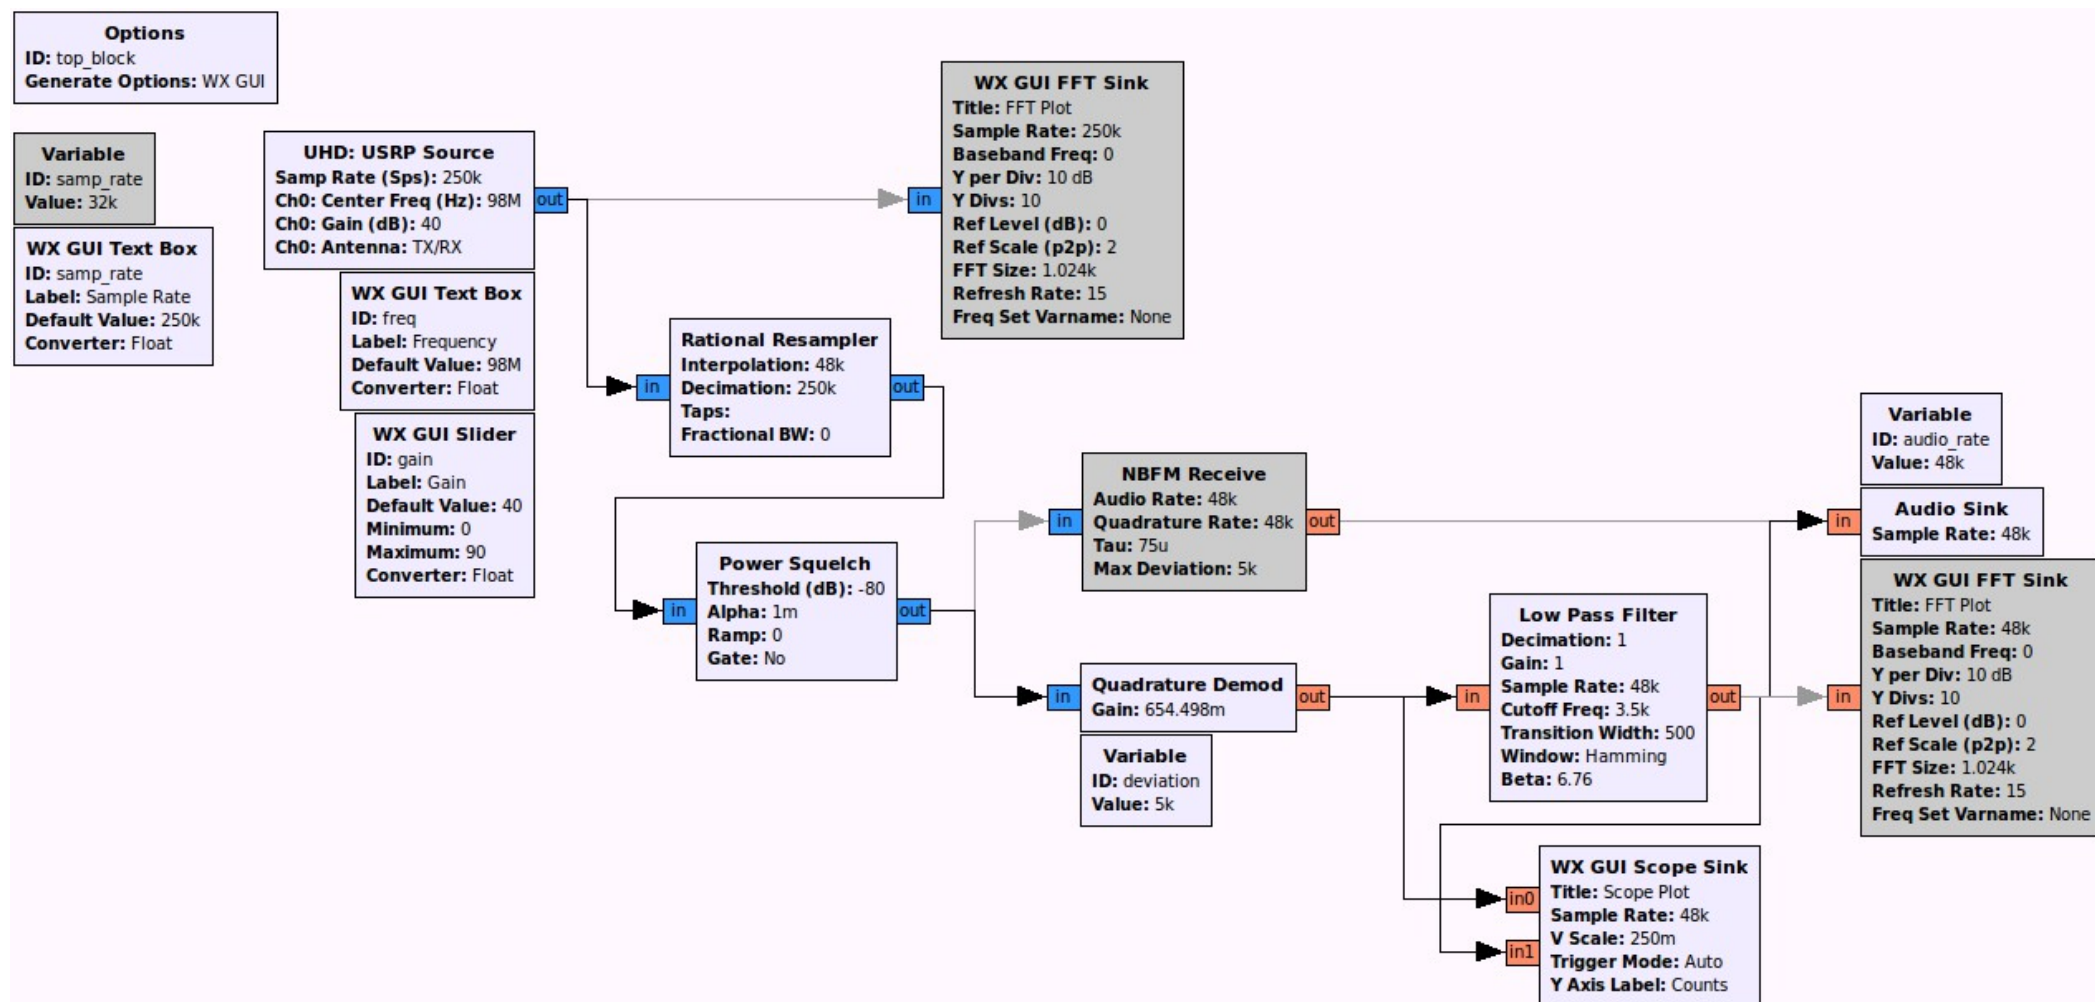 Options
ID: top_block
Generate Options: WX GUI
Variable
ID: samp_rate
Value: 32k
WX GUI Text Box
ID: samp_rate
Label: Sample Rate
Default Value: 250k
Converter: Float
UHD: USRP Source
Samp Rate (Sps): 250k
Ch0: Center Freq (Hz): 98M
Ch0: Gain (dB): 40
Ch0: Antenna: TX/RX
out
WX GUI Text Box
ID: freq
Label: Frequency
Default Value: 98M
Converter: Float
WX GUI Slider
ID: gain
Label: Gain
Default Value: 40
Minimum: 0
Maximum: 90
Converter: Float
in
WX GUI FFT Sink
Title: FFT Plot
Sample Rate: 250k
Baseband Freq: 0
Y per Div: 10 dB
Y Divs: 10
Ref Level (dB): 0
Ref Scale (p2p): 2
FFT Size: 1.024k
Refresh Rate: 15
Freq Set Varname: None
in
Rational Resampler
Interpolation: 48k
Decimation: 250k
Taps:
Fractional BW: 0
out
in
Power Squelch
Threshold (dB): -80
Alpha: 1m
Ramp: 0
Gate: No
out
in
NBFM Receive
Audio Rate: 48k
Quadrature Rate: 48k
Tau: 75u
Max Deviation: 5k
out
in
Quadrature Demod
Gain: 654.498m
out
Variable
ID: deviation
Value: 5k
in
Low Pass Filter
Decimation: 1
Gain: 1
Sample Rate: 48k
Cutoff Freq: 3.5k
Transition Width: 500
Window: Hamming
Beta: 6.76
out
Variable
ID: audio_rate
Value: 48k
in
Audio Sink
Sample Rate: 48k
in
WX GUI FFT Sink
Title: FFT Plot
Sample Rate: 48k
Baseband Freq: 0
Y per Div: 10 dB
Y Divs: 10
Ref Level (dB): 0
Ref Scale (p2p): 2
FFT Size: 1.024k
Refresh Rate: 15
Freq Set Varname: None
in0
in1
WX GUI Scope Sink
Title: Scope Plot
Sample Rate: 48k
V Scale: 250m
Trigger Mode: Auto
Y Axis Label: Counts